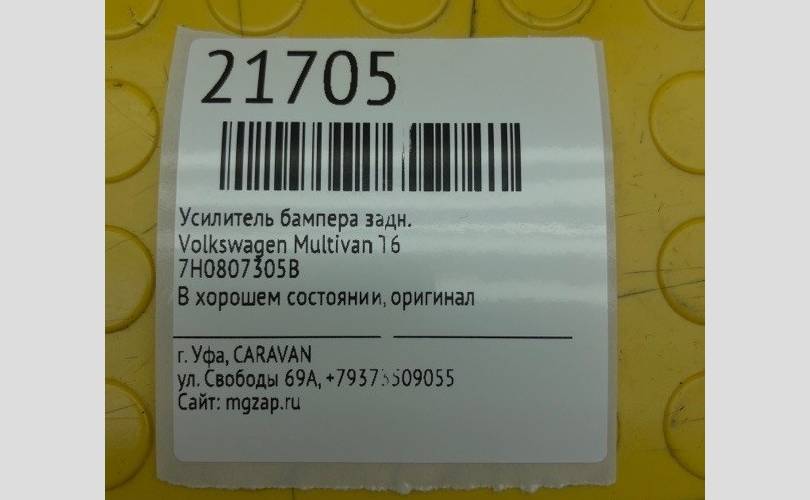 21705
Усилитель бампера задн.
Volkswagen Multivan T6
7H0807305B
В хорошем состоянии, оригинал
г. Уфа, CARAVAN
ул. Свободы 69А, +79373509055
Сайт: mgzap.ru